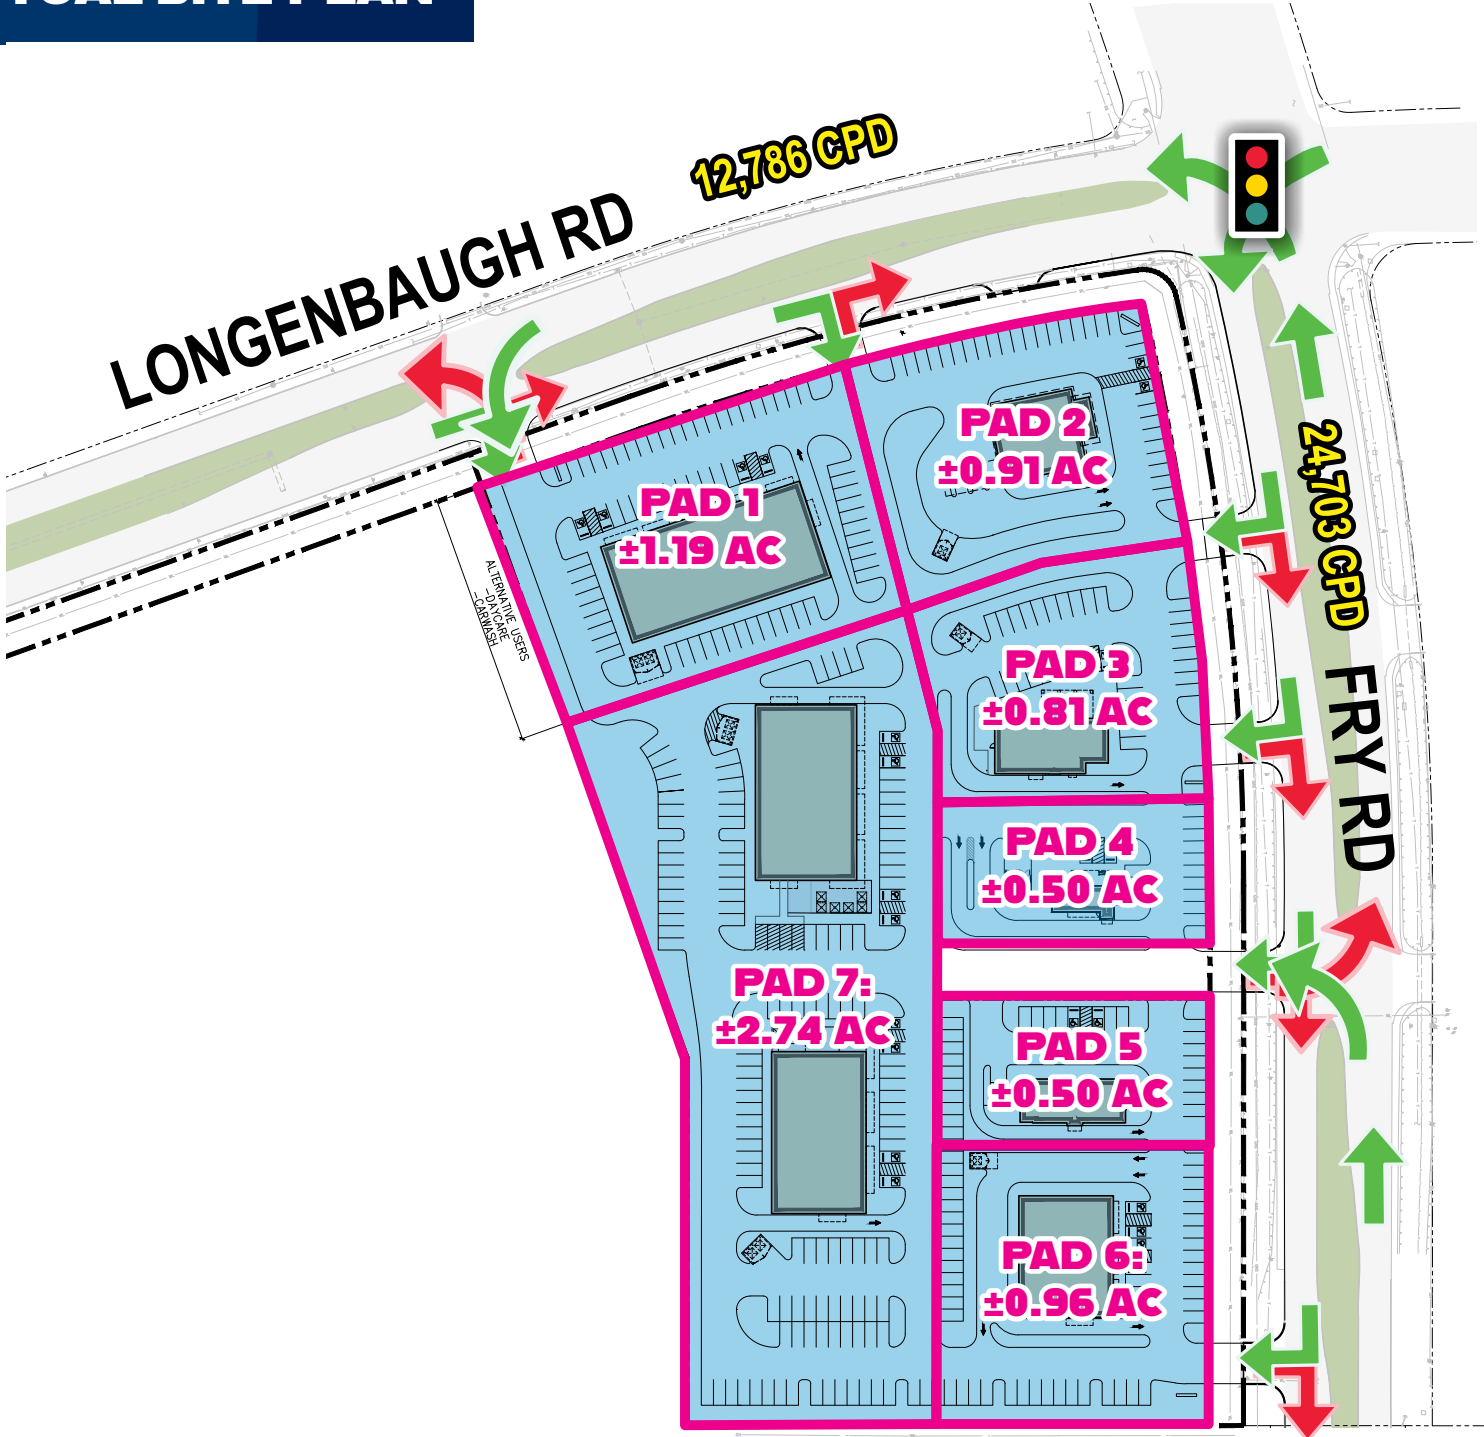 SITE PLAN
12,786 CPD
LONGENBAUGH RD
PAD 2
±0.91 AC
PAD 1
±1.19 AC
24,703 CPD
FRY RD
ALTERNATIVE USERS
-DAYCARE
-CARWASH
PAD 3
±0.81 AC
PAD 4
±0.50 AC
PAD 7:
±2.74 AC
PAD 5
±0.50 AC
PAD 6:
±0.96 AC